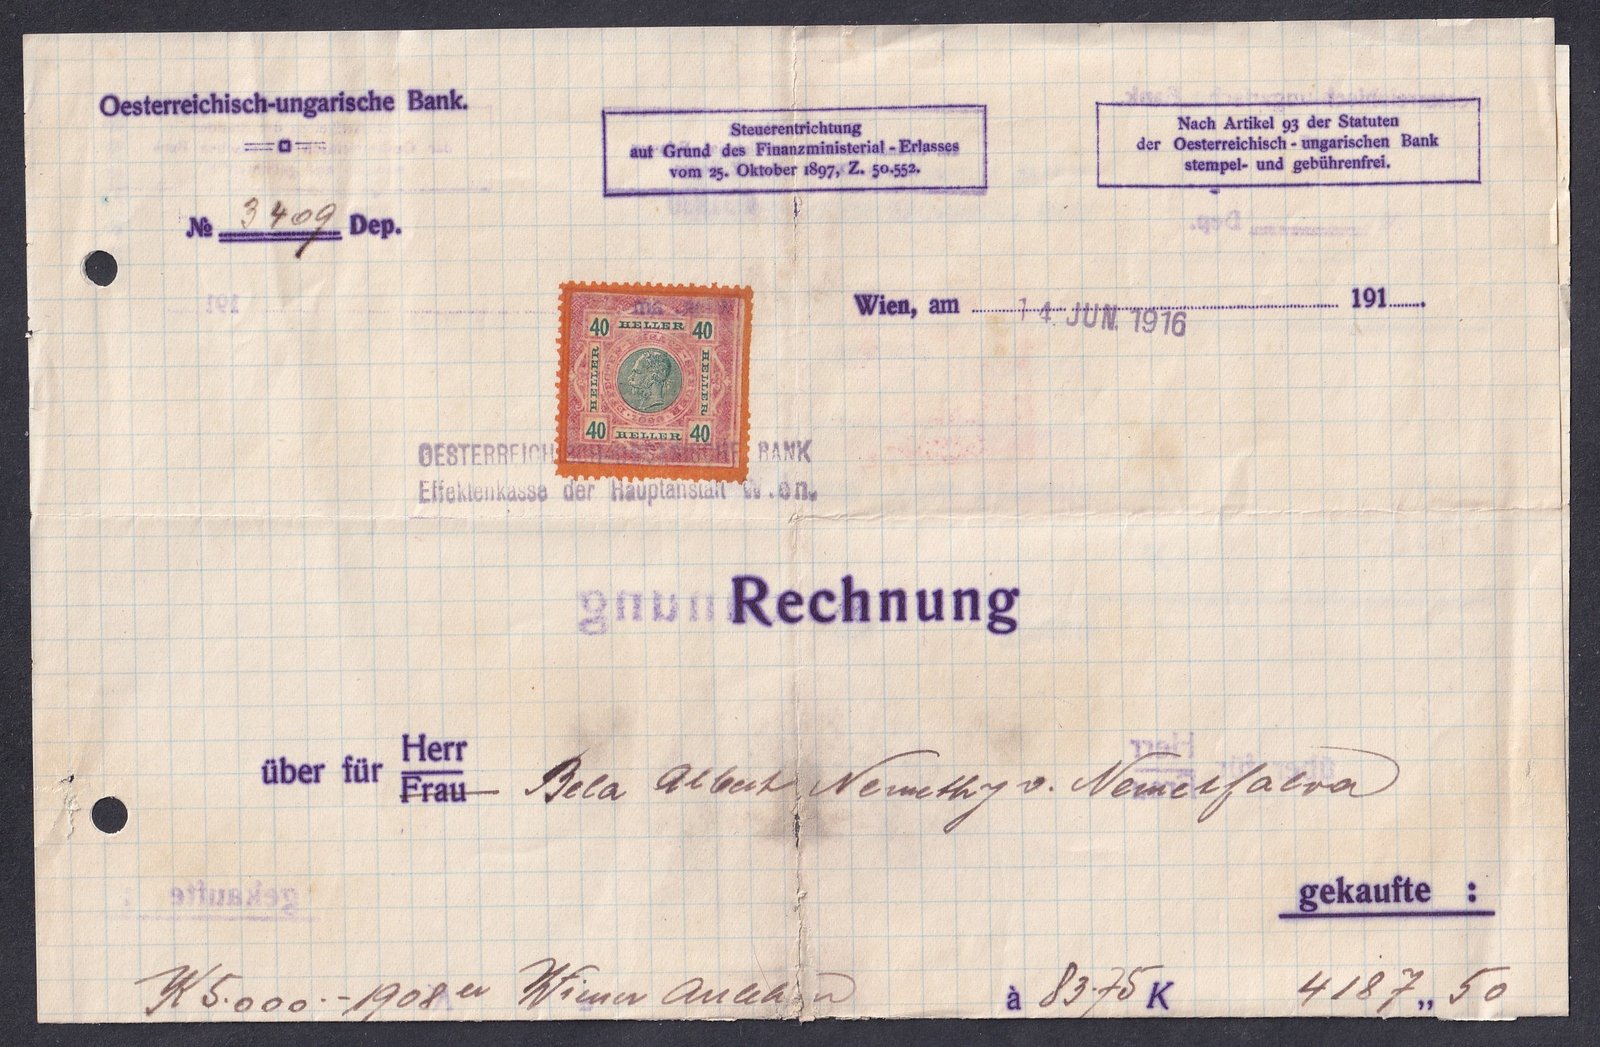 Oesterreichisch-ungarische Bank.
№ 3409 Dep.
Steuerentrichtung
auf Grund des Finanzministerial-Erlasses
vom 25. Oktober 1897, Z. 50.552.
Nach Artikel 93 der Statuten
der Oesterreichisch-ungarischen Bank
stempel- und gebührenfrei.
Wien, am 14. JUN. 1916 191.....
40 HELLER 40
HELLER HELLER
40 HELLER 40
OESTERREICH BANK
Effektenkasse der Hauptanstalt Wien.
Rechnung
über für Herr
Frau
Bela Albert Nemethy v. Nemesfalva
gekaufte :
K 5.000.- 1908er Wiener Anlehen à 83.75 K 4187,,50